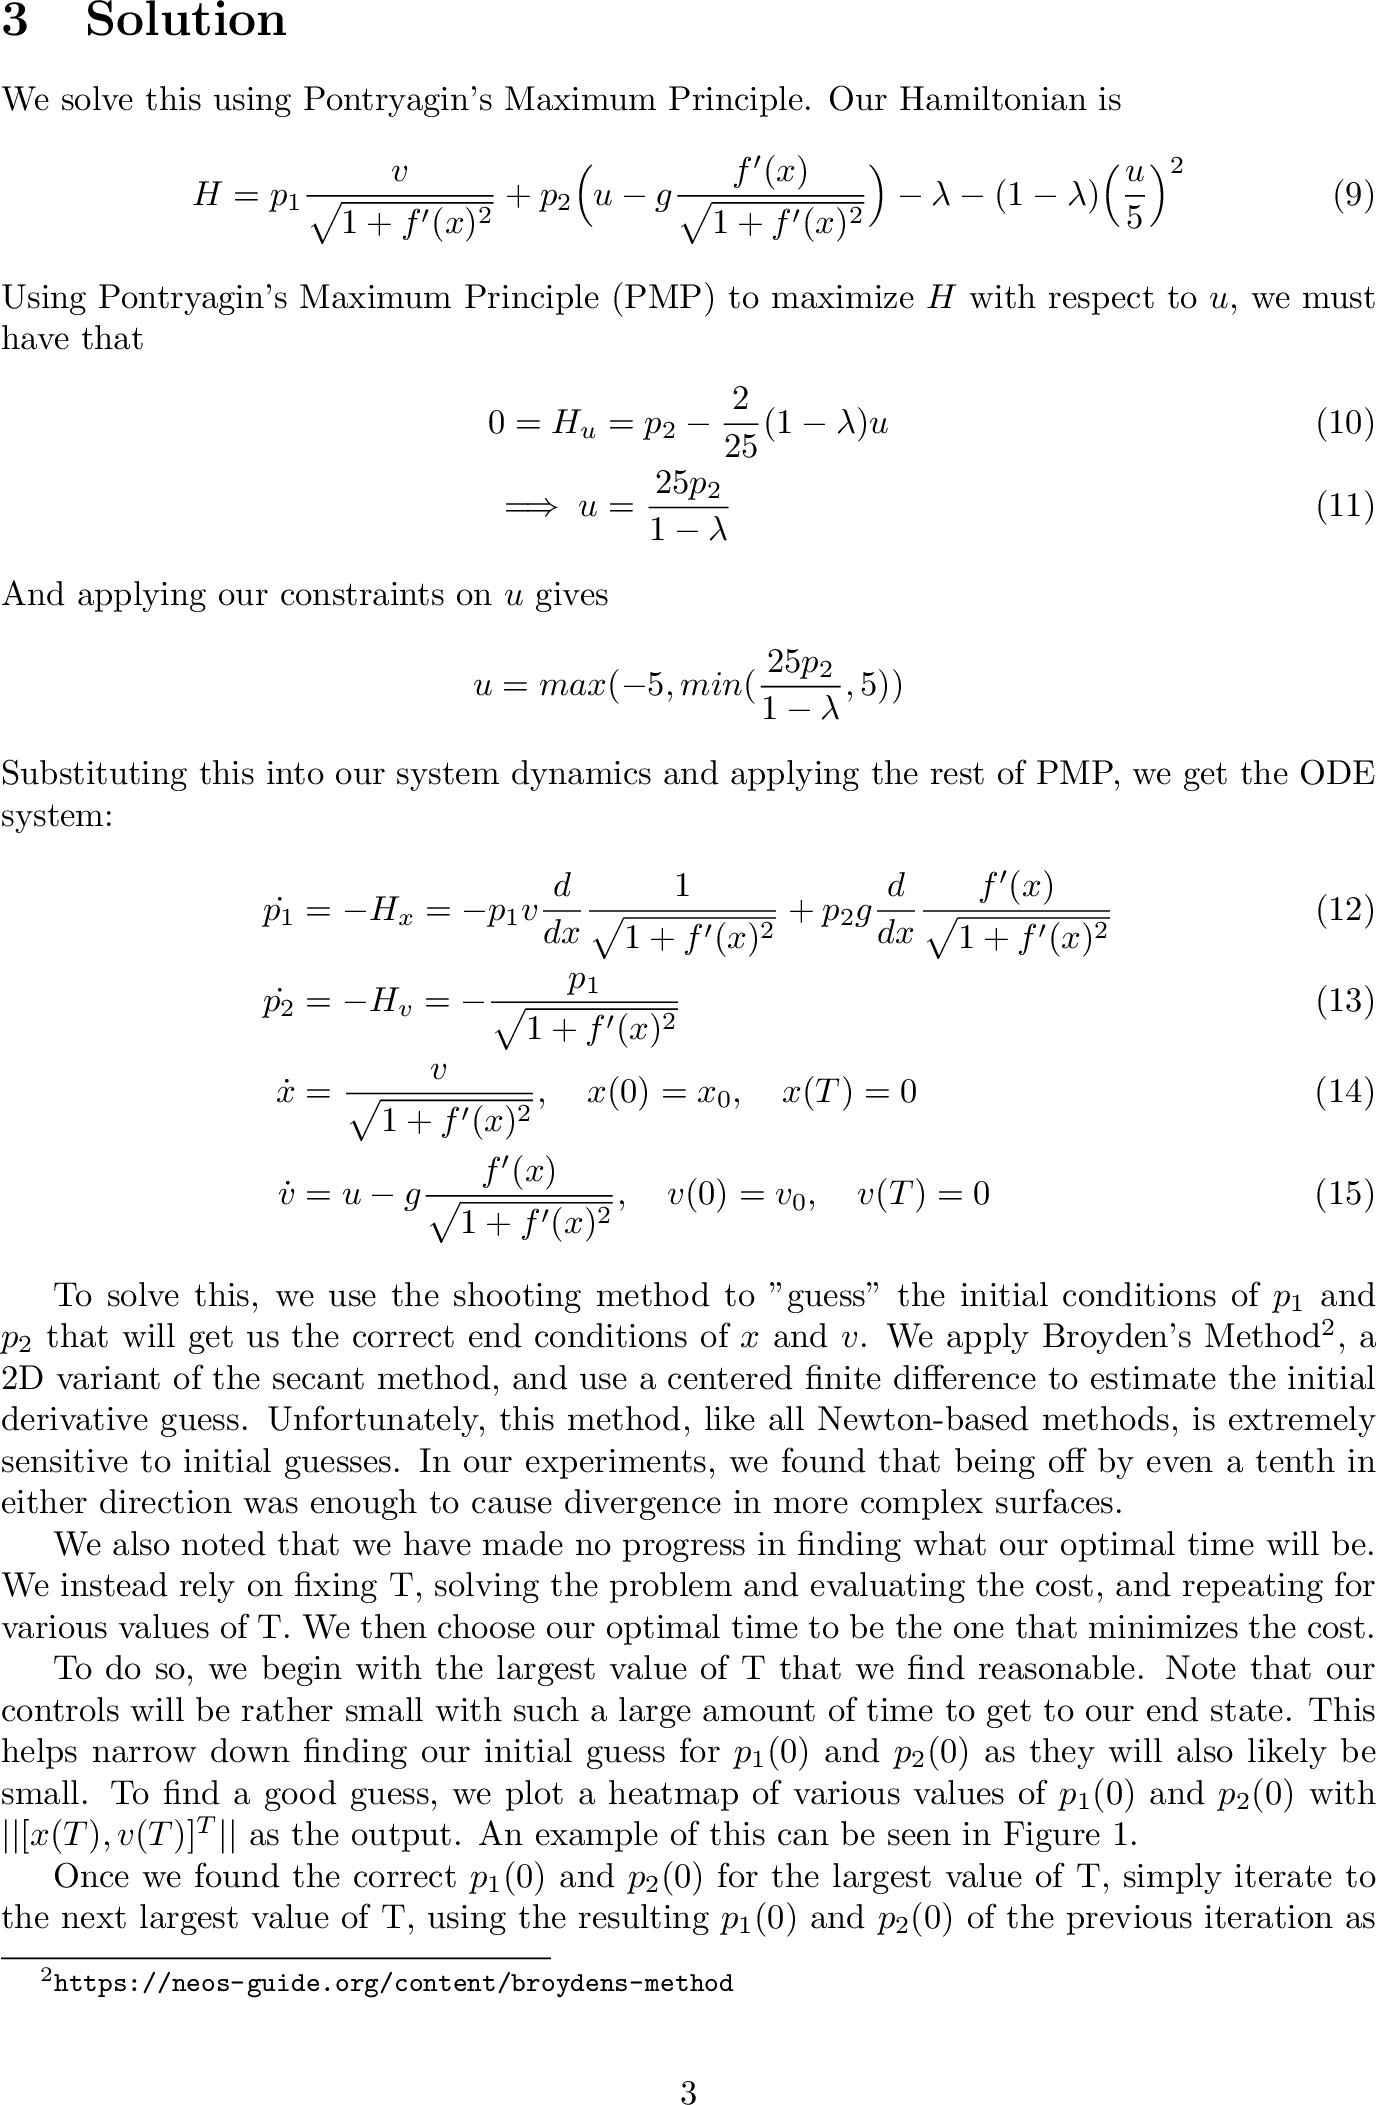 3 Solution
We solve this using Pontryagin's Maximum Principle. Our Hamiltonian is
$H = p_1 \frac{v}{\sqrt{1 + f'(x)^2}} + p_2 \Big( u - g \frac{f'(x)}{\sqrt{1 + f'(x)^2}} \Big) - \lambda - (1 - \lambda) \Big( \frac{u}{5} \Big)^2$ (9)
Using Pontryagin's Maximum Principle (PMP) to maximize $H$ with respect to $u$, we must
have that
$0 = H_u = p_2 - \frac{2}{25}(1 - \lambda)u$ (10)
$\implies u = \frac{25p_2}{1 - \lambda}$ (11)
And applying our constraints on $u$ gives
$u = max(-5, min(\frac{25p_2}{1 - \lambda}, 5))$
Substituting this into our system dynamics and applying the rest of PMP, we get the ODE
system:
$\dot{p_1} = -H_x = -p_1 v \frac{d}{dx} \frac{1}{\sqrt{1 + f'(x)^2}} + p_2 g \frac{d}{dx} \frac{f'(x)}{\sqrt{1 + f'(x)^2}}$ (12)
$\dot{p_2} = -H_v = -\frac{p_1}{\sqrt{1 + f'(x)^2}}$ (13)
$\dot{x} = \frac{v}{\sqrt{1 + f'(x)^2}}, \quad x(0) = x_0, \quad x(T) = 0$ (14)
$\dot{v} = u - g \frac{f'(x)}{\sqrt{1 + f'(x)^2}}, \quad v(0) = v_0, \quad v(T) = 0$ (15)
To solve this, we use the shooting method to "guess" the initial conditions of $p_1$ and
$p_2$ that will get us the correct end conditions of $x$ and $v$. We apply Broyden's Method$^2$, a
2D variant of the secant method, and use a centered finite difference to estimate the initial
derivative guess. Unfortunately, this method, like all Newton-based methods, is extremely
sensitive to initial guesses. In our experiments, we found that being off by even a tenth in
either direction was enough to cause divergence in more complex surfaces.
We also noted that we have made no progress in finding what our optimal time will be.
We instead rely on fixing T, solving the problem and evaluating the cost, and repeating for
various values of T. We then choose our optimal time to be the one that minimizes the cost.
To do so, we begin with the largest value of T that we find reasonable. Note that our
controls will be rather small with such a large amount of time to get to our end state. This
helps narrow down finding our initial guess for $p_1(0)$ and $p_2(0)$ as they will also likely be
small. To find a good guess, we plot a heatmap of various values of $p_1(0)$ and $p_2(0)$ with
$||[x(T), v(T)]^T||$ as the output. An example of this can be seen in Figure 1.
Once we found the correct $p_1(0)$ and $p_2(0)$ for the largest value of T, simply iterate to
the next largest value of T, using the resulting $p_1(0)$ and $p_2(0)$ of the previous iteration as
$^2$https://neos-guide.org/content/broydens-method
3